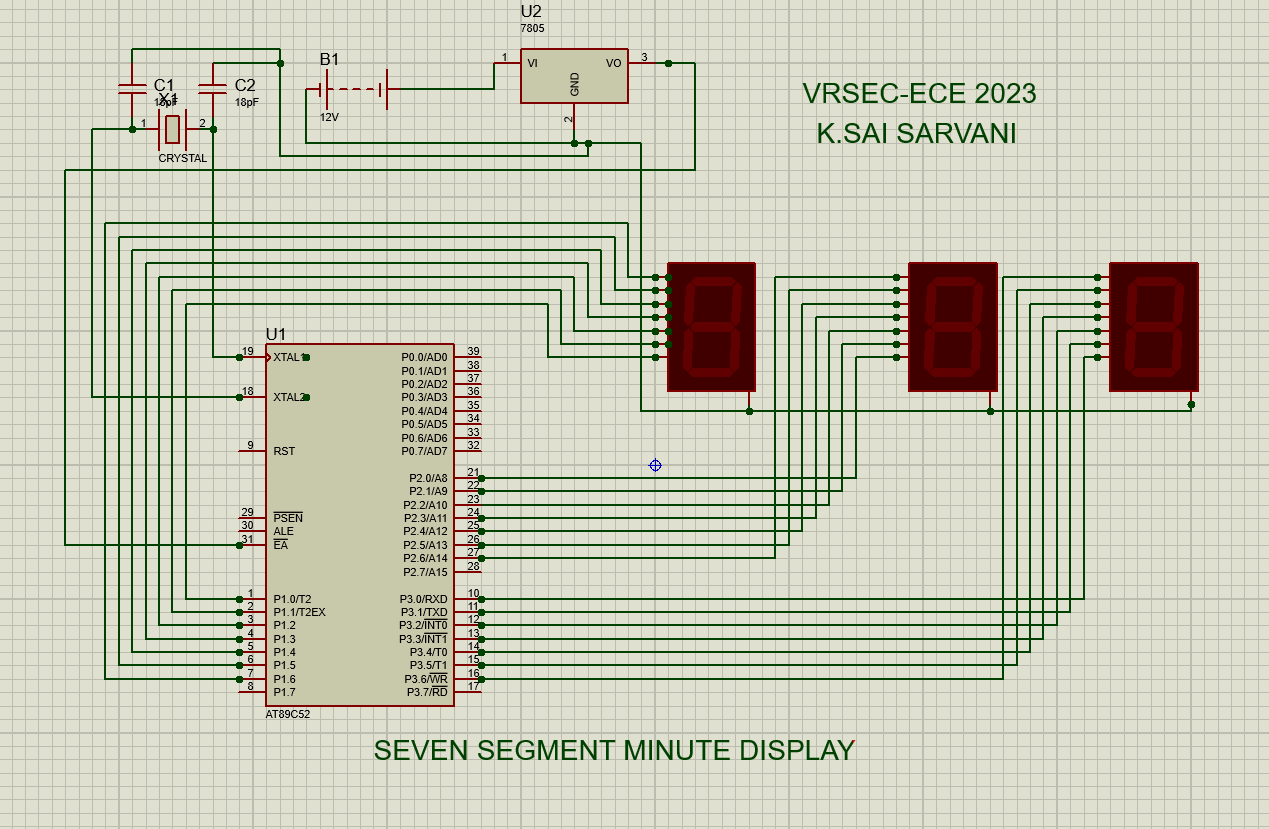 U2
7805
B1
1
VI
VO
3
GND
2
12V
C1
18pF
C2
18pF
X1
1
2
CRYSTAL
VRSEC-ECE 2023
K.SAI SARVANI
U1
19
XTAL1
18
XTAL2
9
RST
29
PSEN
30
ALE
31
EA
1
P1.0/T2
2
P1.1/T2EX
3
P1.2
4
P1.3
5
P1.4
6
P1.5
7
P1.6
8
P1.7
P0.0/AD0
39
P0.1/AD1
38
P0.2/AD2
37
P0.3/AD3
36
P0.4/AD4
35
P0.5/AD5
34
P0.6/AD6
33
P0.7/AD7
32
P2.0/A8
21
P2.1/A9
22
P2.2/A10
23
P2.3/A11
24
P2.4/A12
25
P2.5/A13
26
P2.6/A14
27
P2.7/A15
28
P3.0/RXD
10
P3.1/TXD
11
P3.2/INT0
12
P3.3/INT1
13
P3.4/T0
14
P3.5/T1
15
P3.6/WR
16
P3.7/RD
17
AT89C52
SEVEN SEGMENT MINUTE DISPLAY